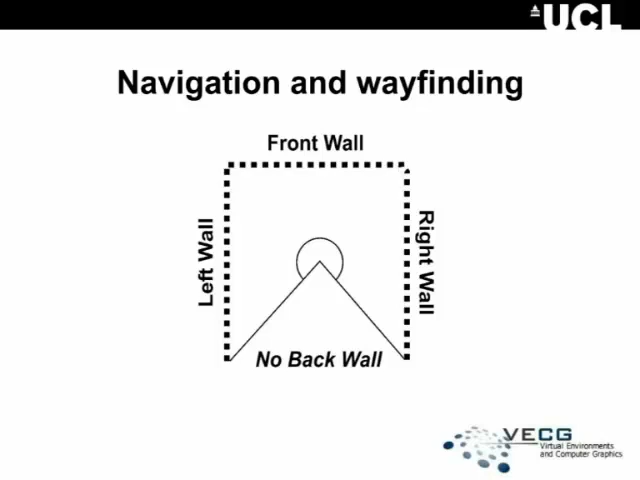 UCL
Navigation and wayfinding
Front Wall
Left Wall
Right Wall
No Back Wall
VECG
Virtual Environments
and Computer Graphics